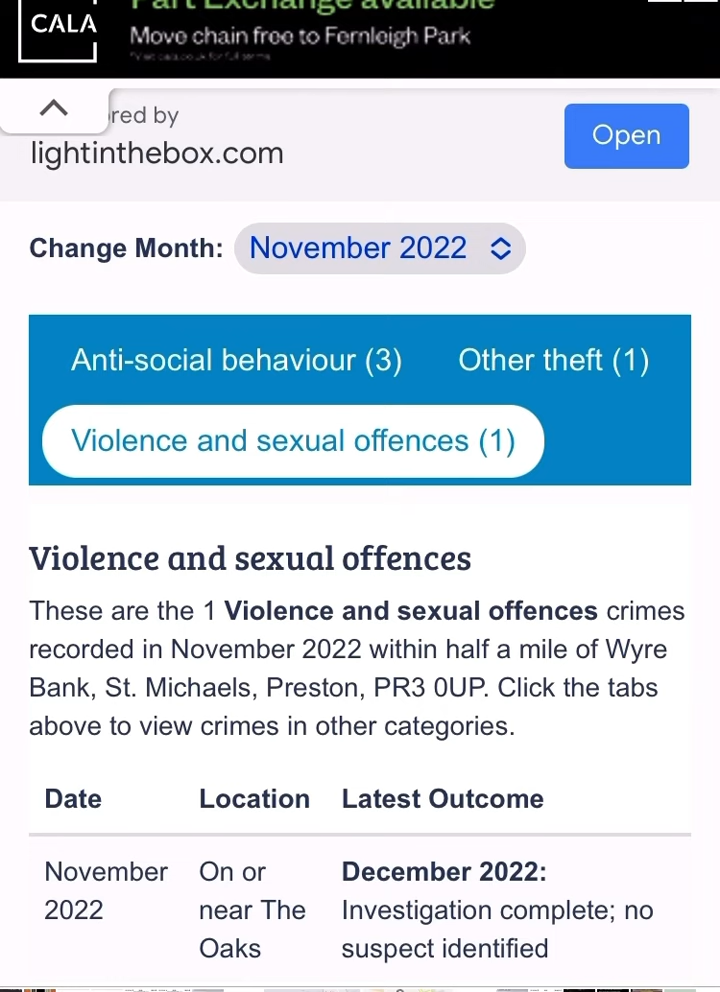 Part Exchange available
CALA
Move chain free to Fernleigh Park
red by
lightinthebox.com
Open
Change Month:
November 2022
Anti-social behaviour (3)
Other theft (1)
Violence and sexual offences (1)
Violence and sexual offences
These are the 1 Violence and sexual offences crimes
recorded in November 2022 within half a mile of Wyre
Bank, St. Michaels, Preston, PR3 0UP. Click the tabs
above to view crimes in other categories.
Date Location Latest Outcome
November On or December 2022:
2022 near The Investigation complete; no
Oaks suspect identified